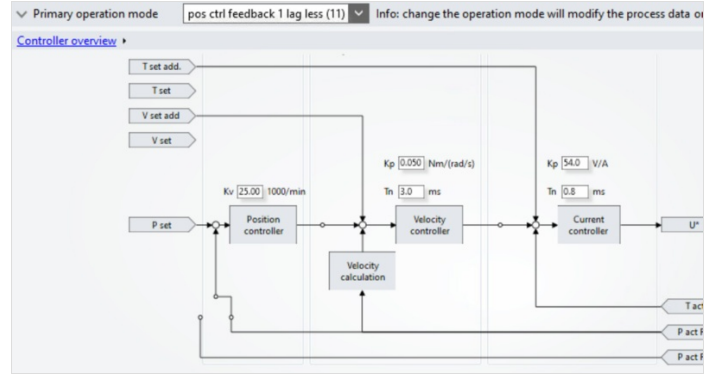 Primary operation mode pos ctrl feedback 1 lag less (11) Info: change the operation mode will modify the process data or
Controller overview
T set add.
T set
V set add
V set
Kp 0.050 Nm/(rad/s)
Kp 54.0 V/A
Kv 25.00 1000/min
Tn 3.0 ms
Tn 0.8 ms
P set
Position
controller
Velocity
controller
Current
controller
U*
Velocity
calculation
T act
P act F
P act F